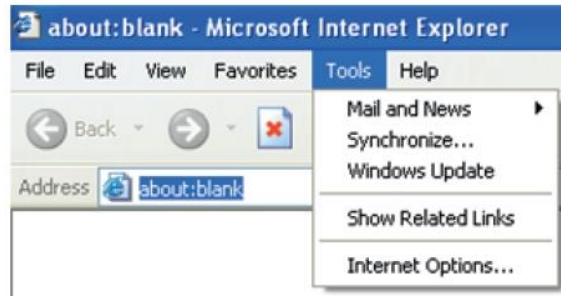 about:blank - Microsoft Internet Explorer
File Edit View Favorites Tools Help
Back
Address about:blank
Mail and News
Synchronize...
Windows Update
Show Related Links
Internet Options...